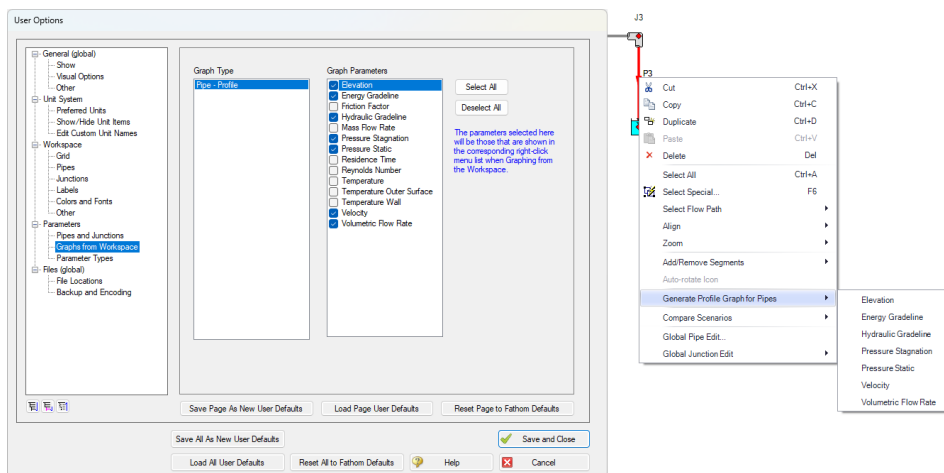 User Options
General (global)
Show
Visual Options
Other
Unit System
Preferred Units
Show/Hide Unit Items
Edit Custom Unit Names
Workspace
Grid
Pipes
Junctions
Labels
Colors and Fonts
Other
Parameters
Pipes and Junctions
Graphs from Workspace
Parameter Types
Files (global)
File Locations
Backup and Encoding
Graph Type
Pipe - Profile
Graph Parameters
Elevation
Energy Gradeline
Friction Factor
Hydraulic Gradeline
Mass Flow Rate
Pressure Stagnation
Pressure Static
Residence Time
Reynolds Number
Temperature
Temperature Outer Surface
Temperature Wall
Velocity
Volumetric Flow Rate
Select All
Deselect All
The parameters selected here
will be those that are shown in
the corresponding right-click
menu list when Graphing from
the Workspace.
Save Page As New User Defaults
Load Page User Defaults
Reset Page to Fathom Defaults
Save All As New User Defaults
Save and Close
Load All User Defaults
Reset All to Fathom Defaults
Help
Cancel
J3
P3
Cut Ctrl+X
Copy Ctrl+C
Duplicate Ctrl+D
Paste Ctrl+V
Delete Del
Select All Ctrl+A
Select Special... F6
Select Flow Path
Align
Zoom
Add/Remove Segments
Auto-rotate Icon
Generate Profile Graph for Pipes
Compare Scenarios
Global Pipe Edit...
Global Junction Edit
Elevation
Energy Gradeline
Hydraulic Gradeline
Pressure Stagnation
Pressure Static
Velocity
Volumetric Flow Rate